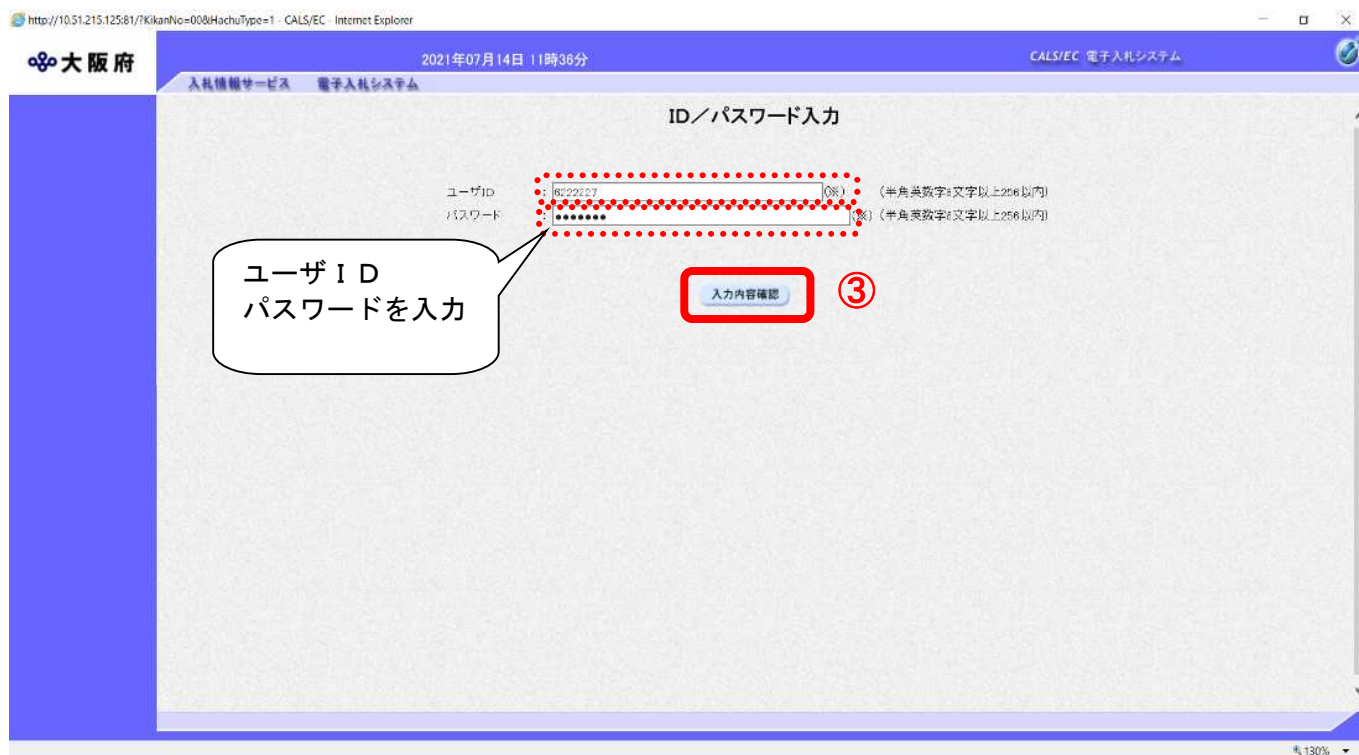 http://10.51.215.125:81/?KikanNo=00&HachuType=1 - CALS/EC - Internet Explorer
大阪府
2021年07月14日 11時36分
CALS/EC 電子入札システム
入札情報サービス 電子入札システム
ID／パスワード入力
ユーザID : 6222227 (※) (半角英数字 文字以上256以内)
パスワード : ●●●●●●● (※) (半角英数字 文字以上256以内)
ユーザＩＤ
パスワードを入力
入力内容確認 ③
130%